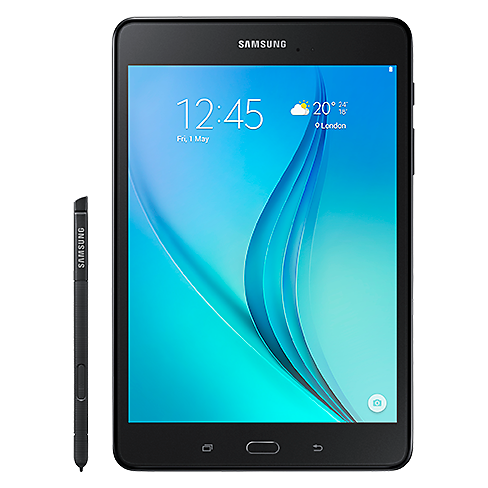 SAMSUNG
12:45
Fri, 1 May
20° 24°
18°
London
SAMSUNG